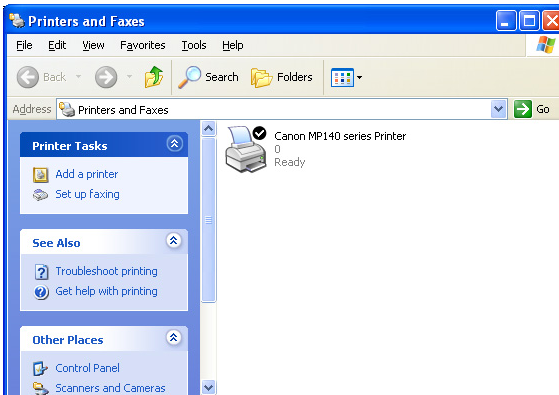 Printers and Faxes
File Edit View Favorites Tools Help
Back Search Folders
Address Printers and Faxes Go
Printer Tasks
Add a printer
Set up faxing
See Also
Troubleshoot printing
Get help with printing
Other Places
Control Panel
Scanners and Cameras
Canon MP140 series Printer
0
Ready